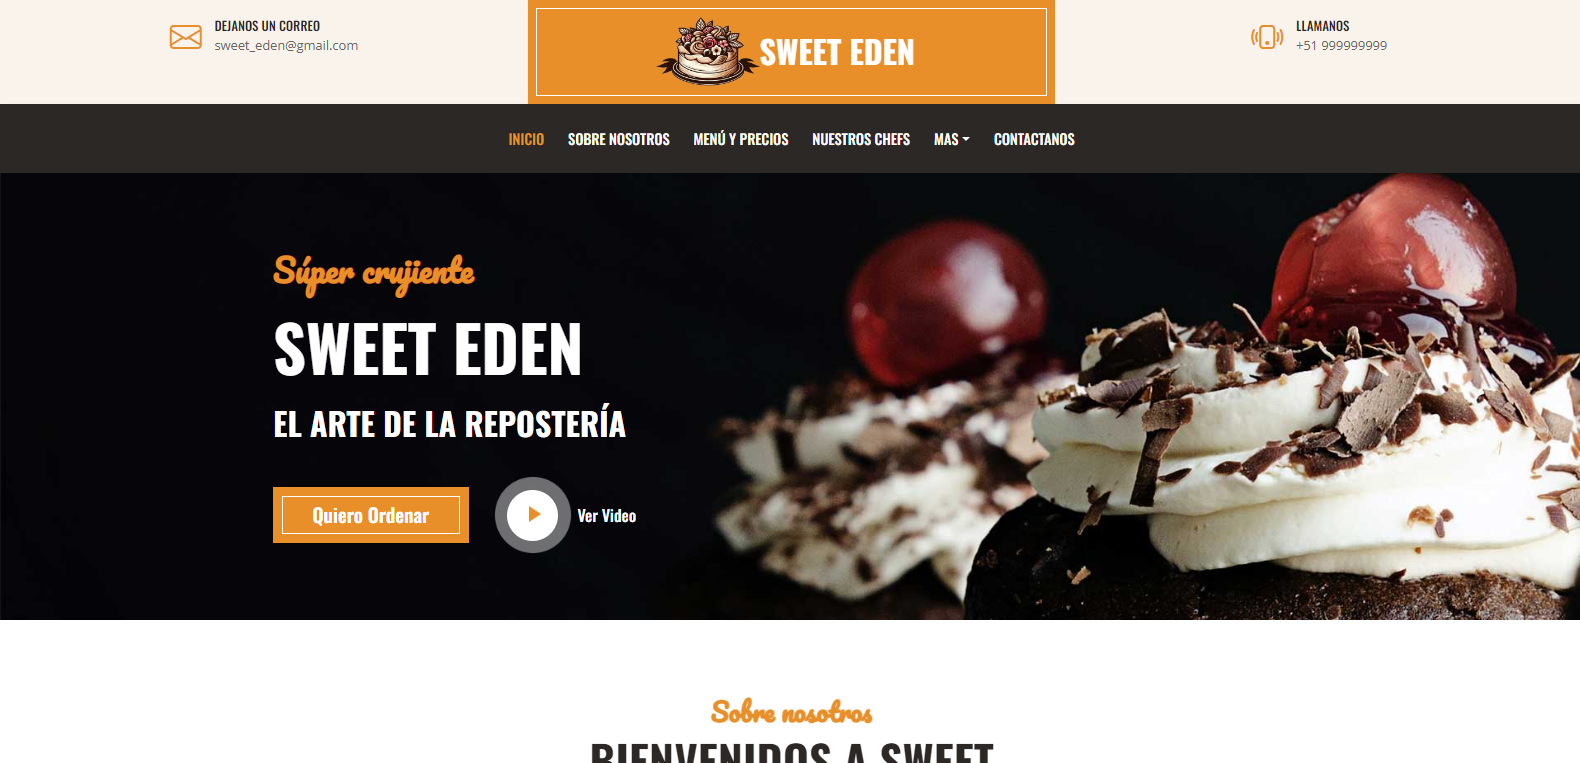 DEJANOS UN CORREO
sweet_eden@gmail.com
SWEET EDEN
LLAMANOS
+51 999999999
INICIO SOBRE NOSOTROS MENÚ Y PRECIOS NUESTROS CHEFS MAS CONTACTANOS
Súper crujiente
SWEET EDEN
EL ARTE DE LA REPOSTERÍA
Quiero Ordenar Ver Video
Sobre nosotros
BIENVENIDOS A SWEET